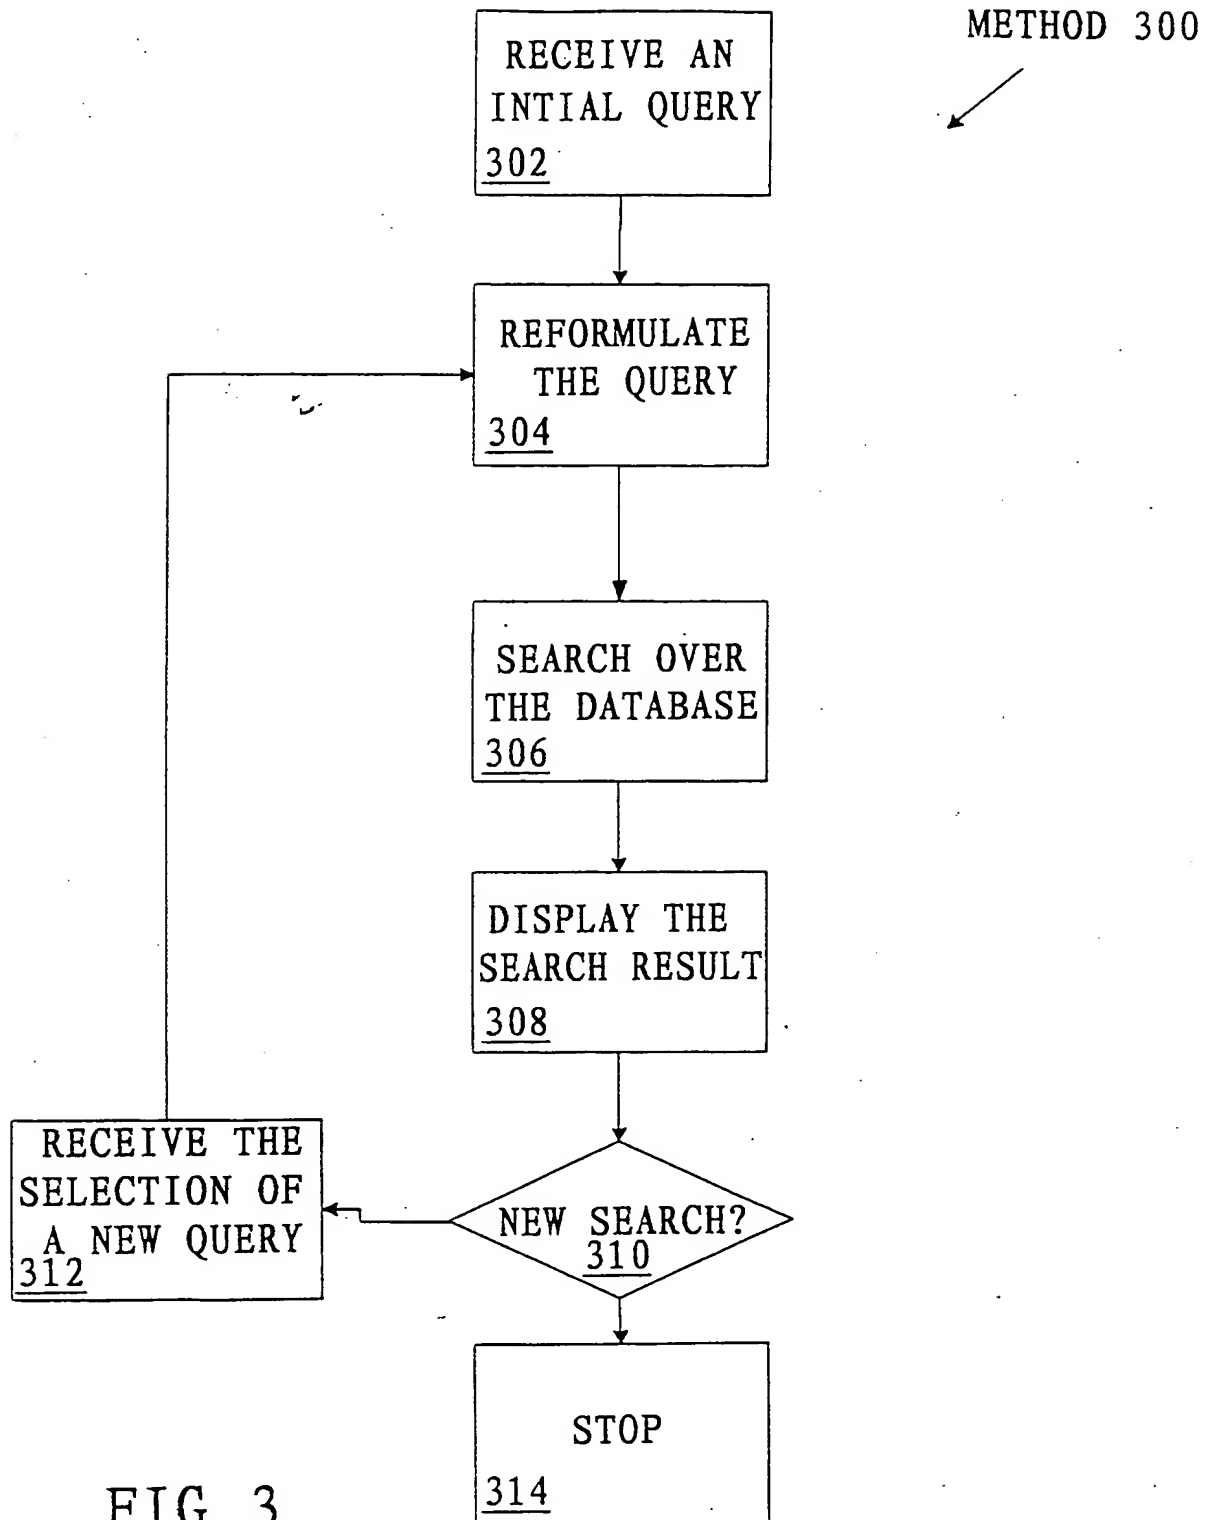 METHOD 300
RECEIVE AN
INTIAL QUERY
302
REFORMULATE
THE QUERY
304
SEARCH OVER
THE DATABASE
306
DISPLAY THE
SEARCH RESULT
308
NEW SEARCH?
310
RECEIVE THE
SELECTION OF
A NEW QUERY
312
STOP
314
FIG 3